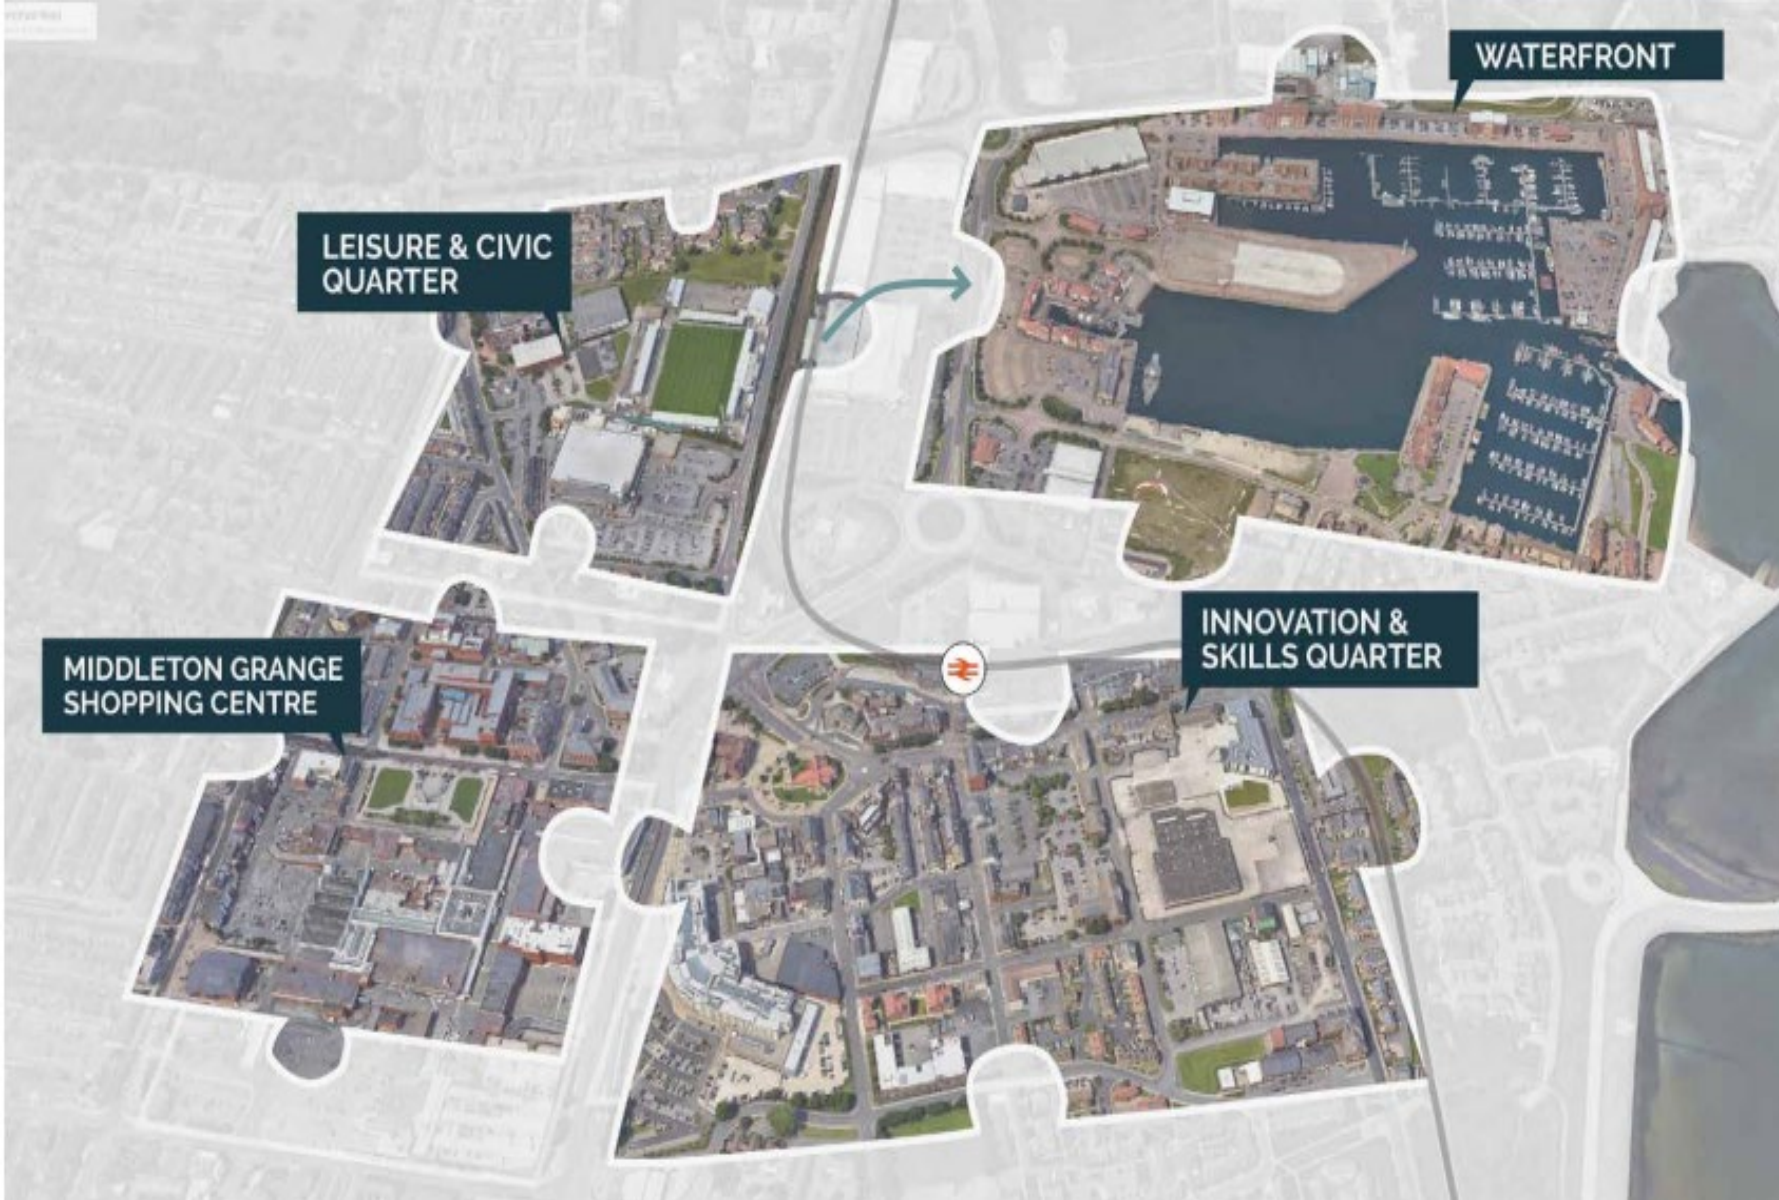 WATERFRONT
LEISURE & CIVIC
QUARTER
INNOVATION &
SKILLS QUARTER
MIDDLETON GRANGE
SHOPPING CENTRE